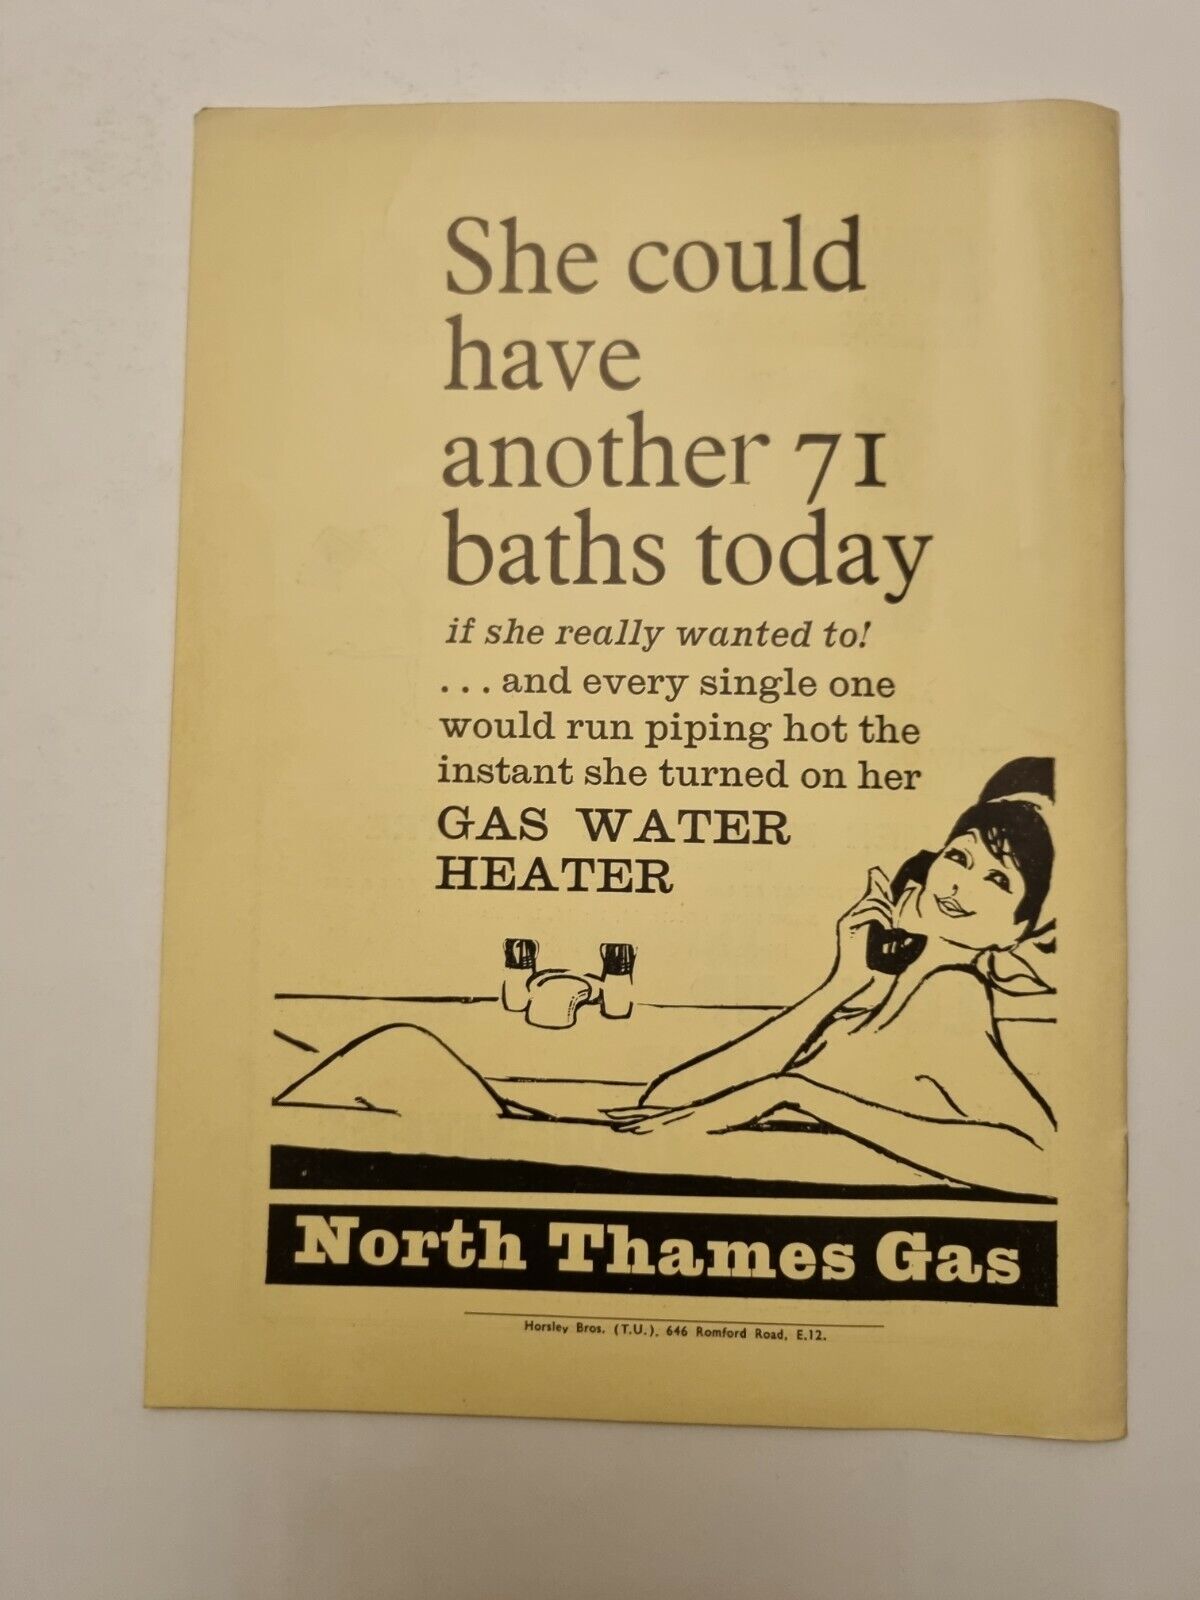 She could
have
another 71
baths today
if she really wanted to!
...and every single one
would run piping hot the
instant she turned on her
GAS WATER
HEATER
North Thames Gas
Horsley Bros. (T.U.), 646 Romford Road, E.12.